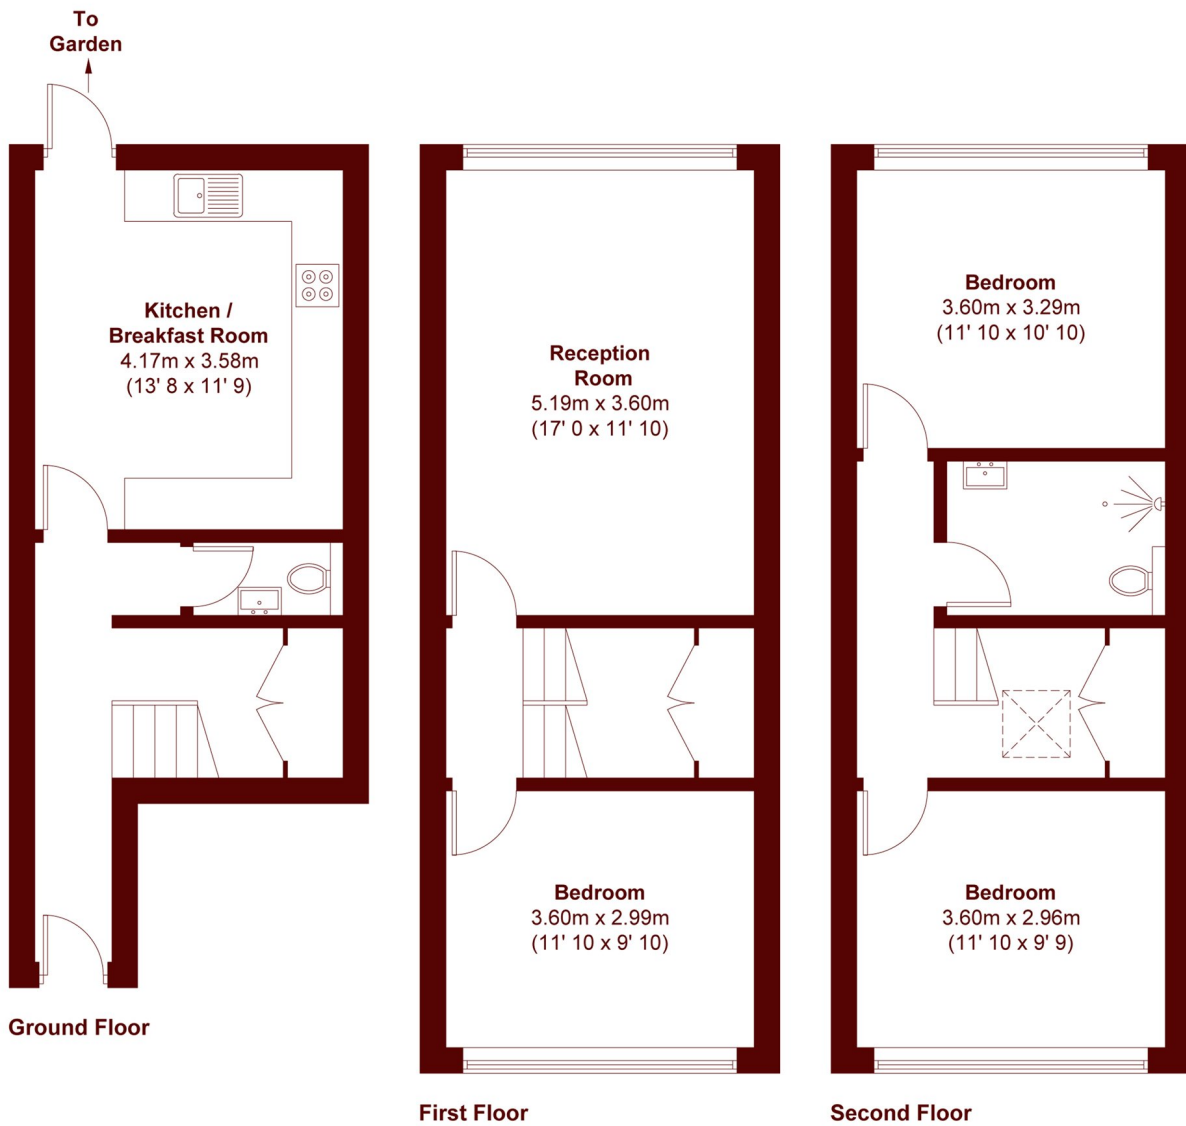 To
Garden
Kitchen /
Breakfast Room
4.17m x 3.58m
(13' 8 x 11' 9)
Ground Floor
Reception
Room
5.19m x 3.60m
(17' 0 x 11' 10)
Bedroom
3.60m x 2.99m
(11' 10 x 9' 10)
First Floor
Bedroom
3.60m x 3.29m
(11' 10 x 10' 10)
Bedroom
3.60m x 2.96m
(11' 10 x 9' 9)
Second Floor